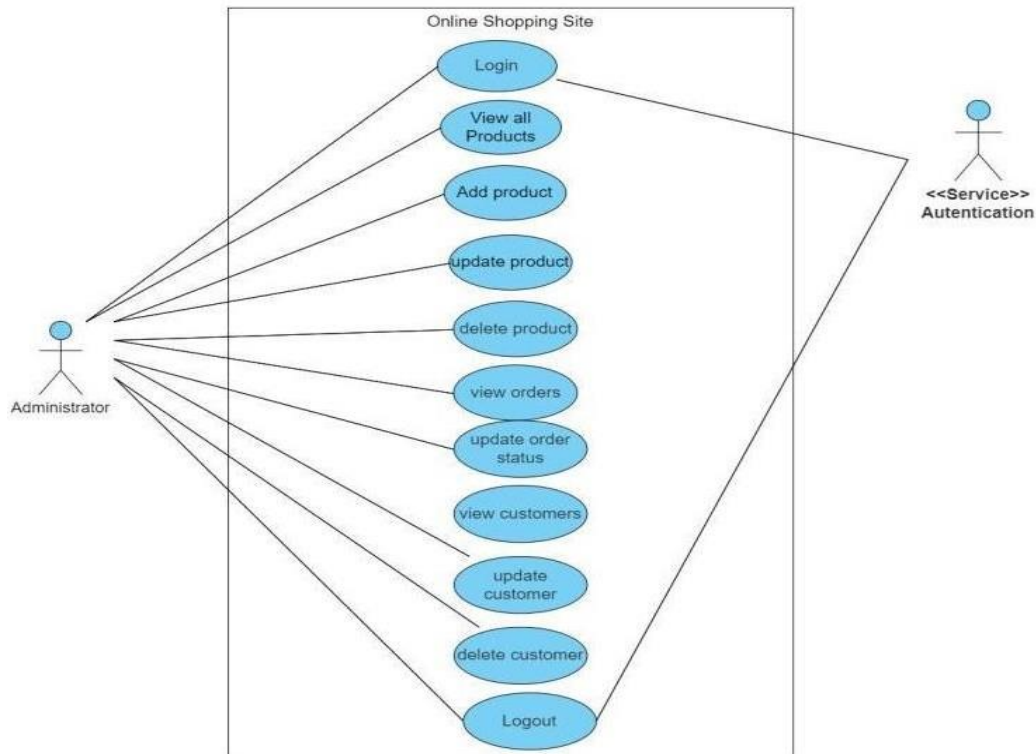 Online Shopping Site
Login
View all
Products
Add product
update product
delete product
view orders
update order
status
view customers
update
customer
delete customer
Logout
Administrator
<<Service>>
Autentication